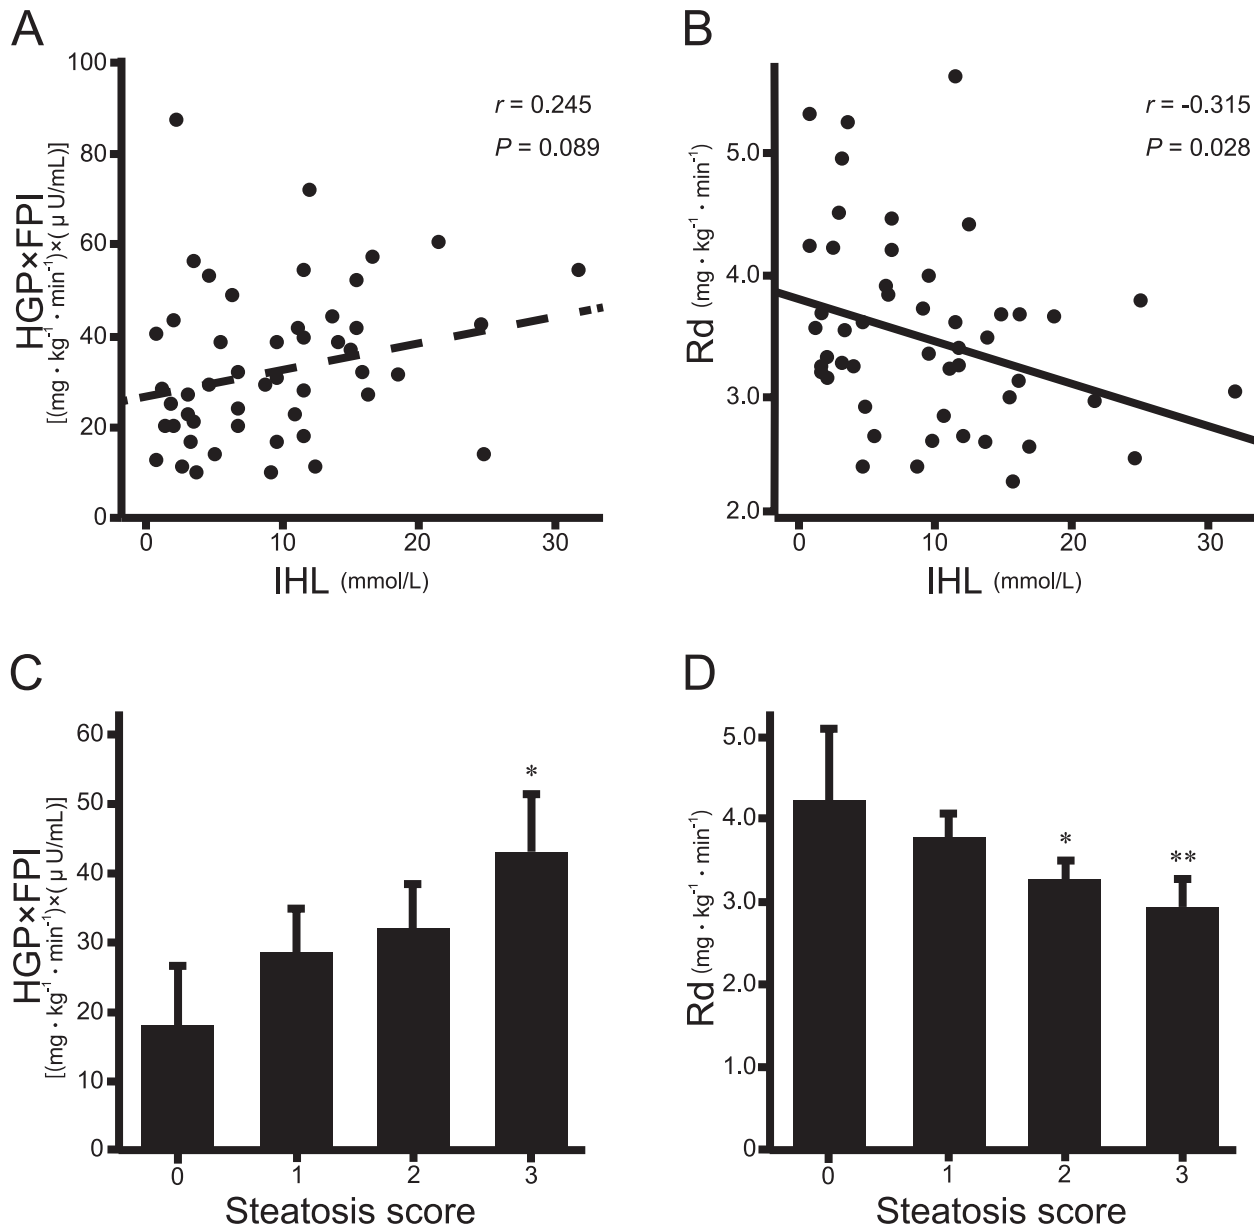 A
HGP×FPI
[(mg · kg⁻¹ · min⁻¹)×( μ U/mL)]
100
80
60
40
20
0
r = 0.245
P = 0.089
0 10 20 30
IHL (mmol/L)
B
Rd (mg · kg⁻¹ · min⁻¹)
5.0
4.0
3.0
2.0
r = -0.315
P = 0.028
0 10 20 30
IHL (mmol/L)
C
HGP×FPI
[(mg · kg⁻¹ · min⁻¹)×( μ U/mL)]
60
50
40
30
20
10
0
*
0 1 2 3
Steatosis score
D
Rd (mg · kg⁻¹ · min⁻¹)
5.0
4.0
3.0
2.0
1.0
0
*
**
0 1 2 3
Steatosis score